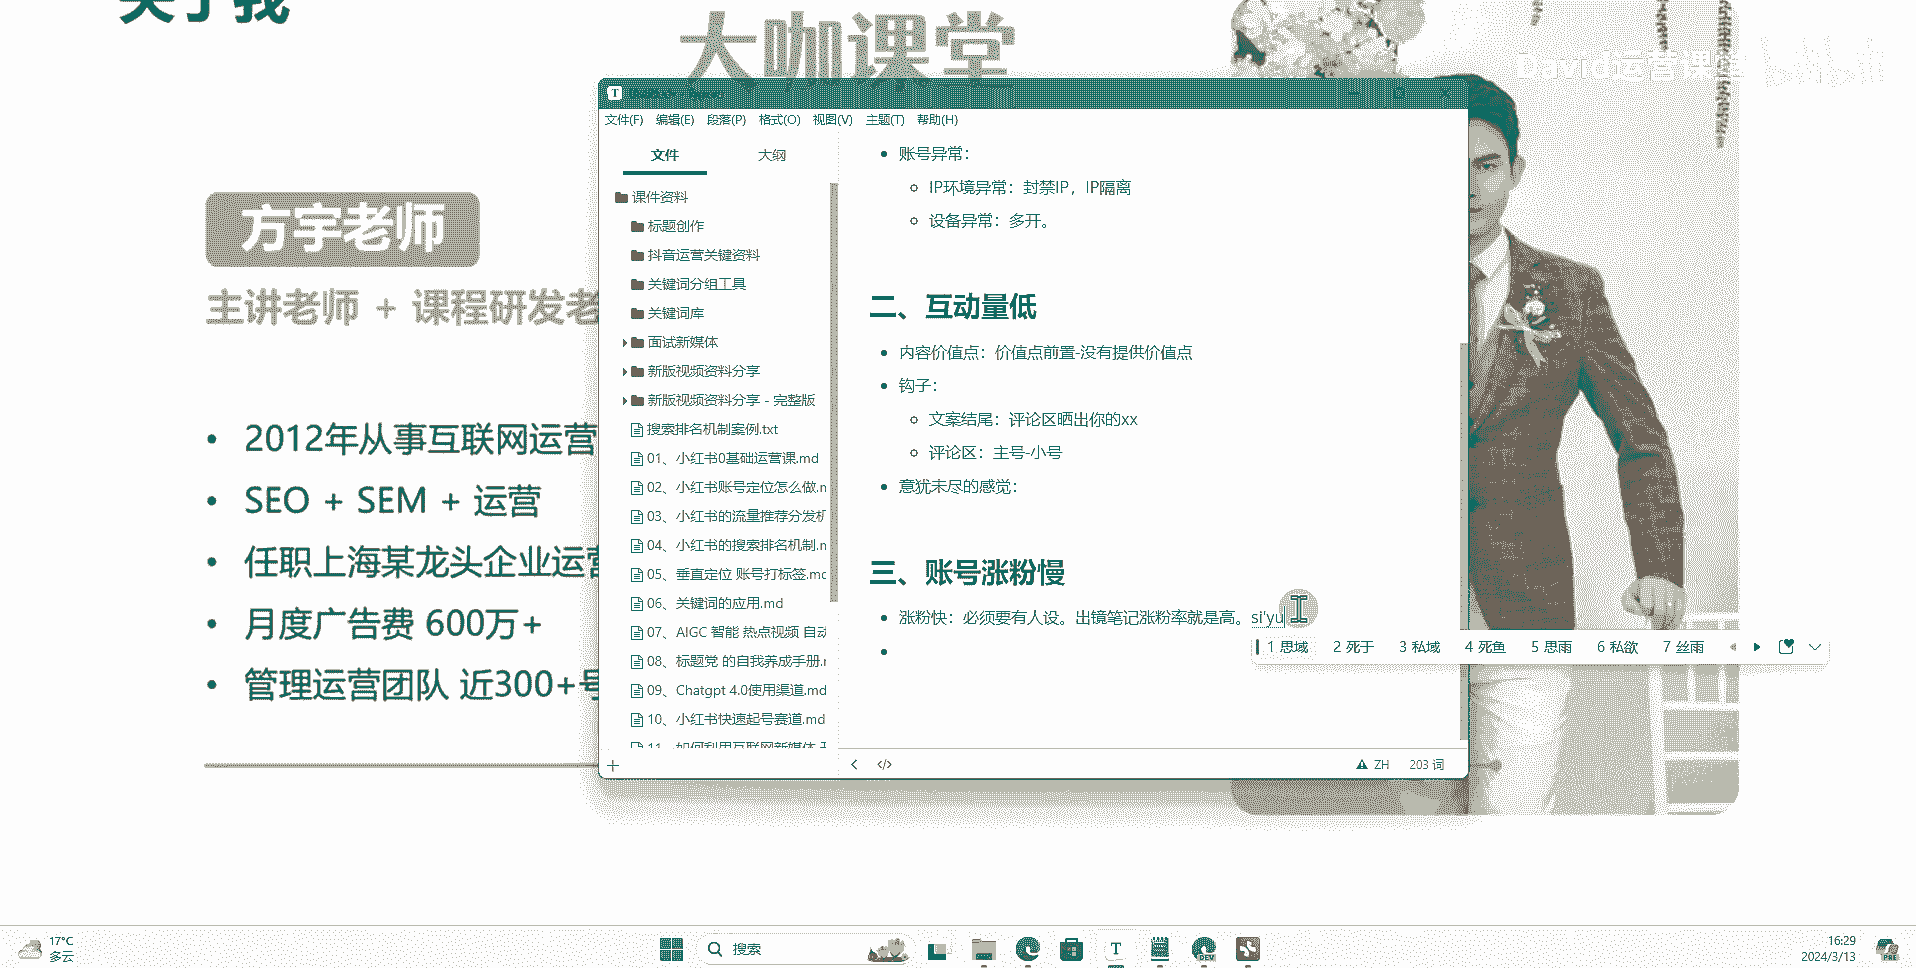 关于我
大咖课堂
David运营课堂
方宇老师
主讲老师 + 课程研发老
2012年从事互联网运营
SEO + SEM + 运营
任职上海某龙头企业运营
月度广告费 600万+
管理运营团队 近300+号
文件(F) 编辑(E) 段落(P) 格式(O) 视图(V) 主题(T) 帮助(H)
文件 大纲
课件资料
标题创作
抖音运营关键资料
关键词分组工具
关键词库
面试新媒体
新版视频资料分享
新版视频资料分享 - 完整版
搜索排名机制案例.txt
01、小红书0基础运营课.md
02、小红书账号定位怎么做.m
03、小红书的流量推荐分发机
04、小红书的搜索排名机制.m
05、垂直定位 账号打标签.mc
06、关键词的应用.md
07、AIGC 智能 热点视频 自动
08、标题党 的自我养成手册.r
09、Chatgpt 4.0使用渠道.md
10、小红书快速起号赛道.md
11、如何利用互联网新媒体
账号异常：
IP环境异常：封禁IP，IP隔离
设备异常：多开。
二、互动量低
内容价值点：价值点前置-没有提供价值点
钩子：
文案结尾：评论区晒出你的xx
评论区：主号-小号
意犹未尽的感觉：
三、账号涨粉慢
涨粉快：必须要有人设。出镜笔记涨粉率就是高。si'yu
1 思域 2 死于 3 私域 4 死鱼 5 思雨 6 私欲 7 丝雨
ZH 203 词
17°C
多云
搜索
16:29
2024/3/13